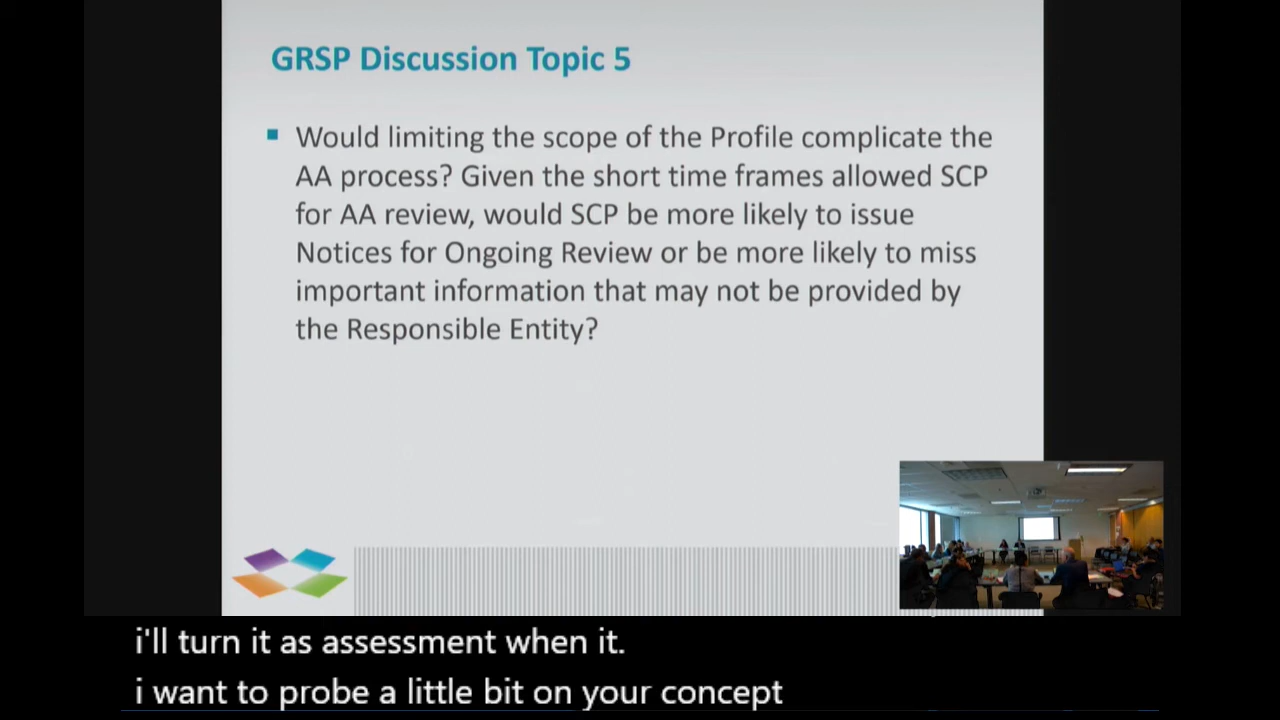 GRSP Discussion Topic 5
Would limiting the scope of the Profile complicate the
AA process? Given the short time frames allowed SCP
for AA review, would SCP be more likely to issue
Notices for Ongoing Review or be more likely to miss
important information that may not be provided by
the Responsible Entity?
i'll turn it as assessment when it.
i want to probe a little bit on your concept